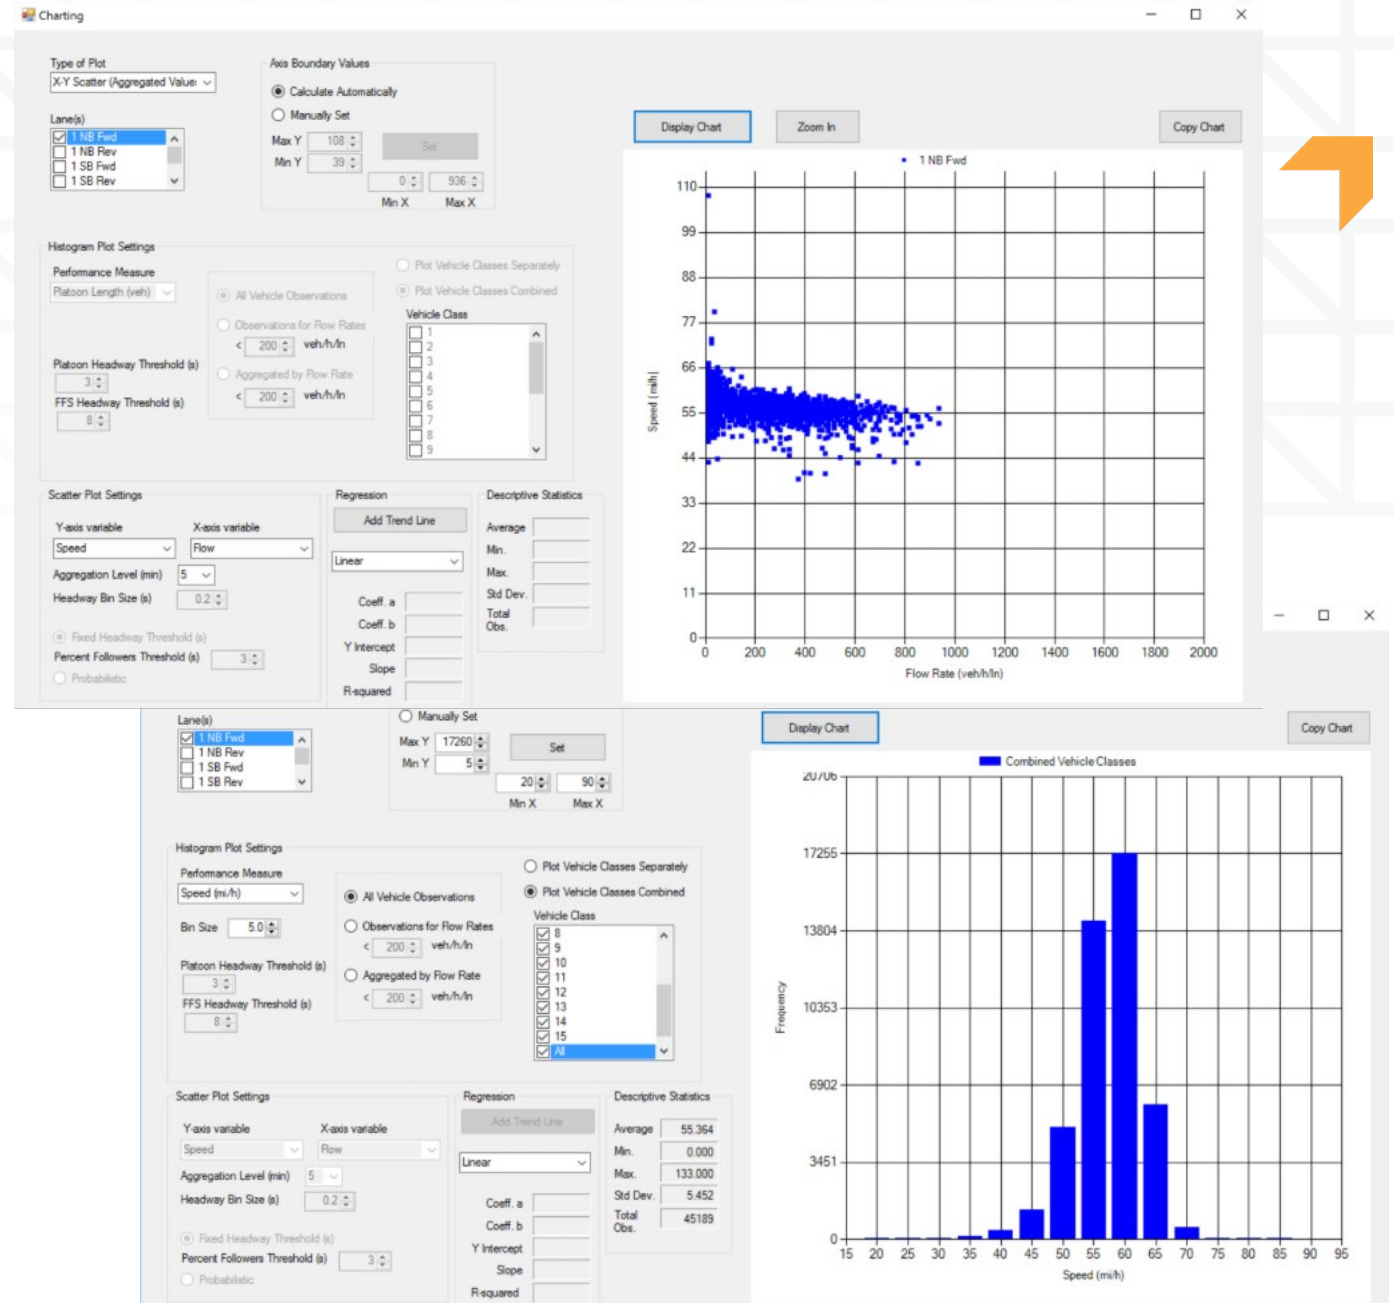 Charting
Type of Plot
X-Y Scatter (Aggregated Value
Lane(s)
1 NB Fwd
1 NB Rev
1 SB Fwd
1 SB Rev
Axis Boundary Values
Calculate Automatically
Manually Set
Max Y 108
Min Y 39
Set
0 936
Min X Max X
Display Chart Zoom In Copy Chart
1 NB Fwd
Histogram Plot Settings
Performance Measure
Platoon Length (veh)
Platoon Headway Threshold (s)
3
FFS Headway Threshold (s)
8
All Vehicle Observations
Observations for Flow Rates
< 200 veh/h/ln
Aggregated by Flow Rate
< 200 veh/h/ln
Plot Vehicle Classes Separately
Plot Vehicle Classes Combined
Vehicle Class
1
2
3
4
5
6
7
8
9
Scatter Plot Settings
Y-axis variable X-axis variable
Speed Flow
Aggregation Level (min) 5
Headway Bin Size (s) 0.2
Fixed Headway Threshold (s)
Percent Followers Threshold (s) 3
Probabilistic
Regression
Add Trend Line
Linear
Coeff. a
Coeff. b
Y Intercept
Slope
R-squared
Descriptive Statistics
Average
Min.
Max.
Std Dev.
Total
Obs.
110
99
88
77
66
55
44
33
22
11
0
Speed (mi/h)
0 200 400 600 800 1000 1200 1400 1600 1800 2000
Flow Rate (veh/h/ln)
Lane(s)
1 NB Fwd
1 NB Rev
1 SB Fwd
1 SB Rev
Manually Set
Max Y 17260
Min Y 5
Set
20 90
Min X Max X
Display Chart Copy Chart
Combined Vehicle Classes
Histogram Plot Settings
Performance Measure
Speed (mi/h)
Bin Size 5.0
Platoon Headway Threshold (s)
3
FFS Headway Threshold (s)
8
All Vehicle Observations
Observations for Flow Rates
< 200 veh/h/ln
Aggregated by Flow Rate
< 200 veh/h/ln
Plot Vehicle Classes Separately
Plot Vehicle Classes Combined
Vehicle Class
8
9
10
11
12
13
14
15
All
Scatter Plot Settings
Y-axis variable X-axis variable
Speed Flow
Aggregation Level (min) 5
Headway Bin Size (s) 0.2
Fixed Headway Threshold (s)
Percent Followers Threshold (s) 3
Probabilistic
Regression
Add Trend Line
Linear
Coeff. a
Coeff. b
Y Intercept
Slope
R-squared
Descriptive Statistics
Average 55.364
Min. 0.000
Max. 133.000
Std Dev. 5.452
Total
Obs. 45189
20706
17255
13804
10353
6902
3451
0
Frequency
15 20 25 30 35 40 45 50 55 60 65 70 75 80 85 90 95
Speed (mi/h)